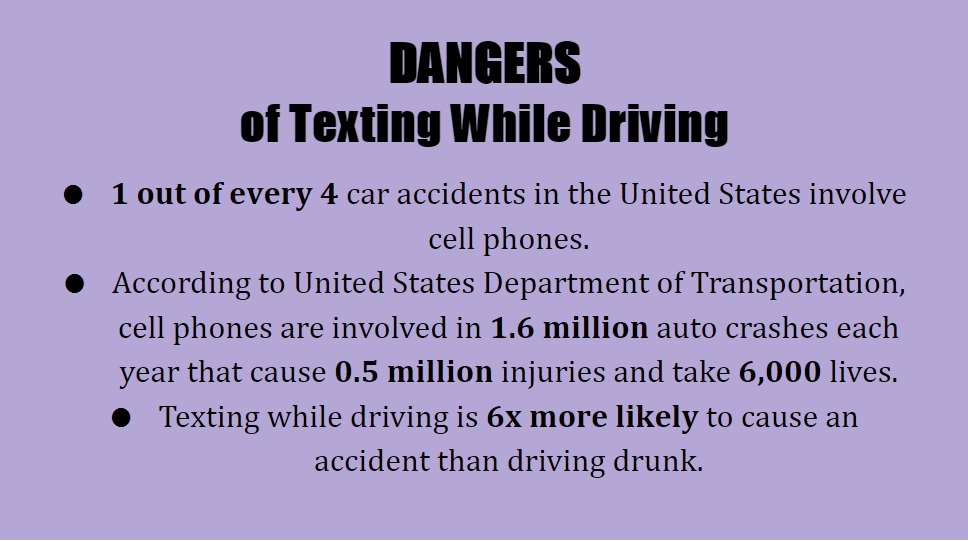 DANGERS
of Texting While Driving
● 1 out of every 4 car accidents in the United States involve
cell phones.
● According to United States Department of Transportation,
cell phones are involved in 1.6 million auto crashes each
year that cause 0.5 million injuries and take 6,000 lives.
● Texting while driving is 6x more likely to cause an
accident than driving drunk.